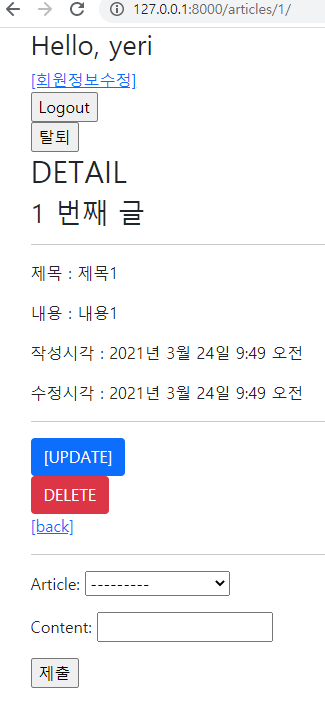 127.0.0.1:8000/articles/1/
Hello, yeri
[회원정보수정]
Logout
탈퇴
DETAIL
1 번째 글
제목 : 제목1
내용 : 내용1
작성시각 : 2021년 3월 24일 9:49 오전
수정시각 : 2021년 3월 24일 9:49 오전
[UPDATE]
DELETE
[back]
Article: ---------
Content:
제출